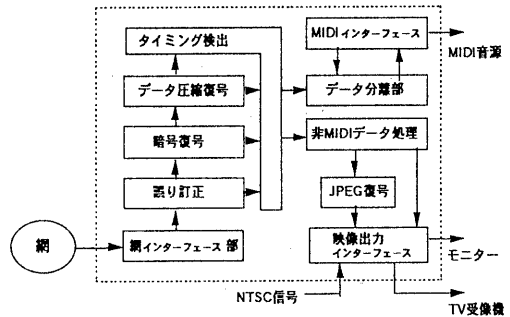 タイミング検出
データ圧縮復号
暗号復号
誤り訂正
網インターフェース部
網
MIDIインターフェース
MIDI音源
データ分離部
非MIDIデータ処理
JPEG復号
映像出力
インターフェース
モニター
NTSC信号
TV受像機